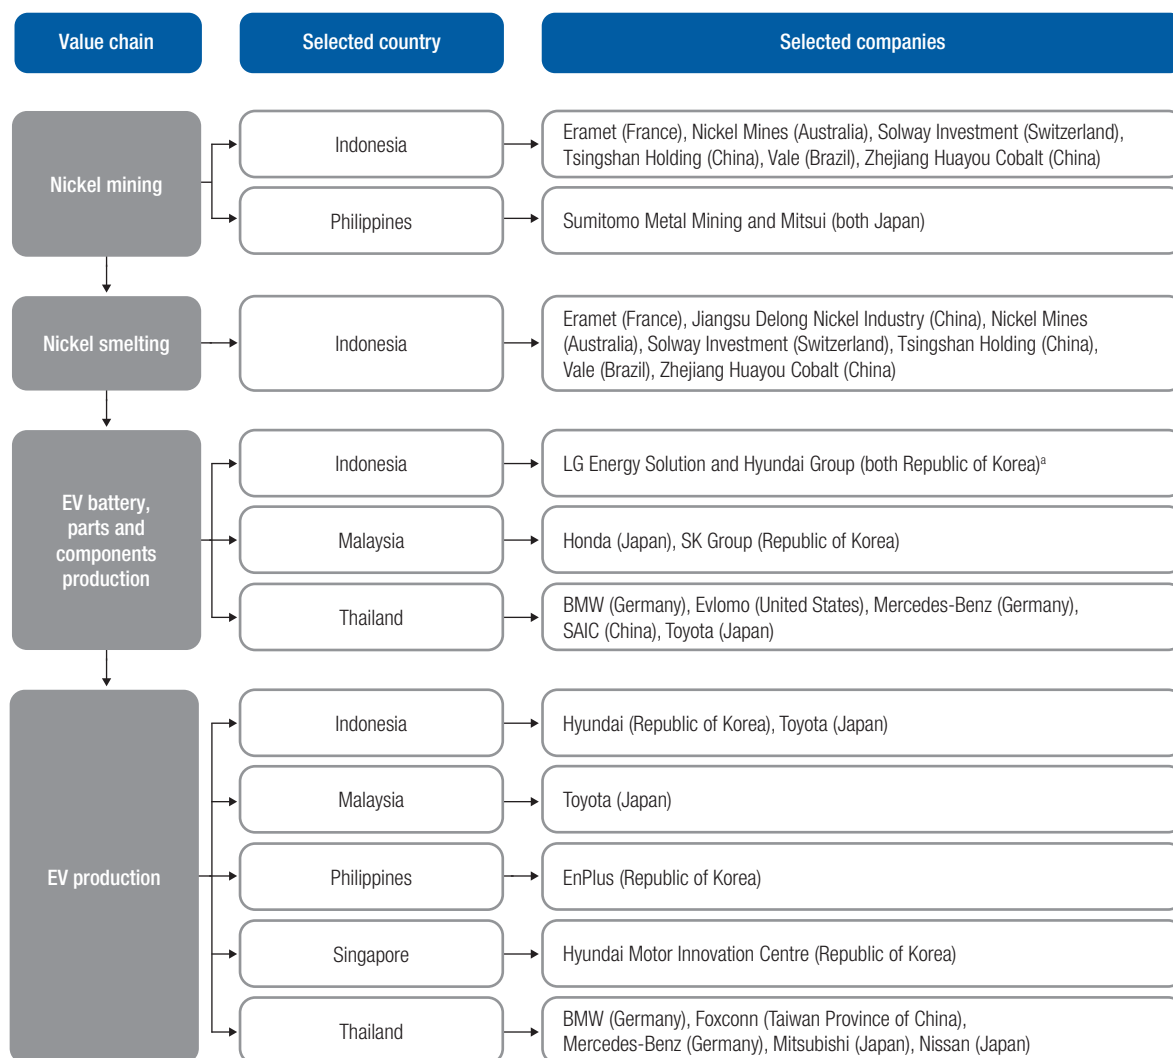 Value chain
Selected country
Selected companies
Nickel mining
Indonesia
Eramet (France), Nickel Mines (Australia), Solway Investment (Switzerland),
Tsingshan Holding (China), Vale (Brazil), Zhejiang Huayou Cobalt (China)
Philippines
Sumitomo Metal Mining and Mitsui (both Japan)
Nickel smelting
Indonesia
Eramet (France), Jiangsu Delong Nickel Industry (China), Nickel Mines
(Australia), Solway Investment (Switzerland), Tsingshan Holding (China),
Vale (Brazil), Zhejiang Huayou Cobalt (China)
EV battery,
parts and
components
production
Indonesia
LG Energy Solution and Hyundai Group (both Republic of Korea)ᵃ
Malaysia
Honda (Japan), SK Group (Republic of Korea)
Thailand
BMW (Germany), Evlomo (United States), Mercedes-Benz (Germany),
SAIC (China), Toyota (Japan)
EV production
Indonesia
Hyundai (Republic of Korea), Toyota (Japan)
Malaysia
Toyota (Japan)
Philippines
EnPlus (Republic of Korea)
Singapore
Hyundai Motor Innovation Centre (Republic of Korea)
Thailand
BMW (Germany), Foxconn (Taiwan Province of China),
Mercedes-Benz (Germany), Mitsubishi (Japan), Nissan (Japan)